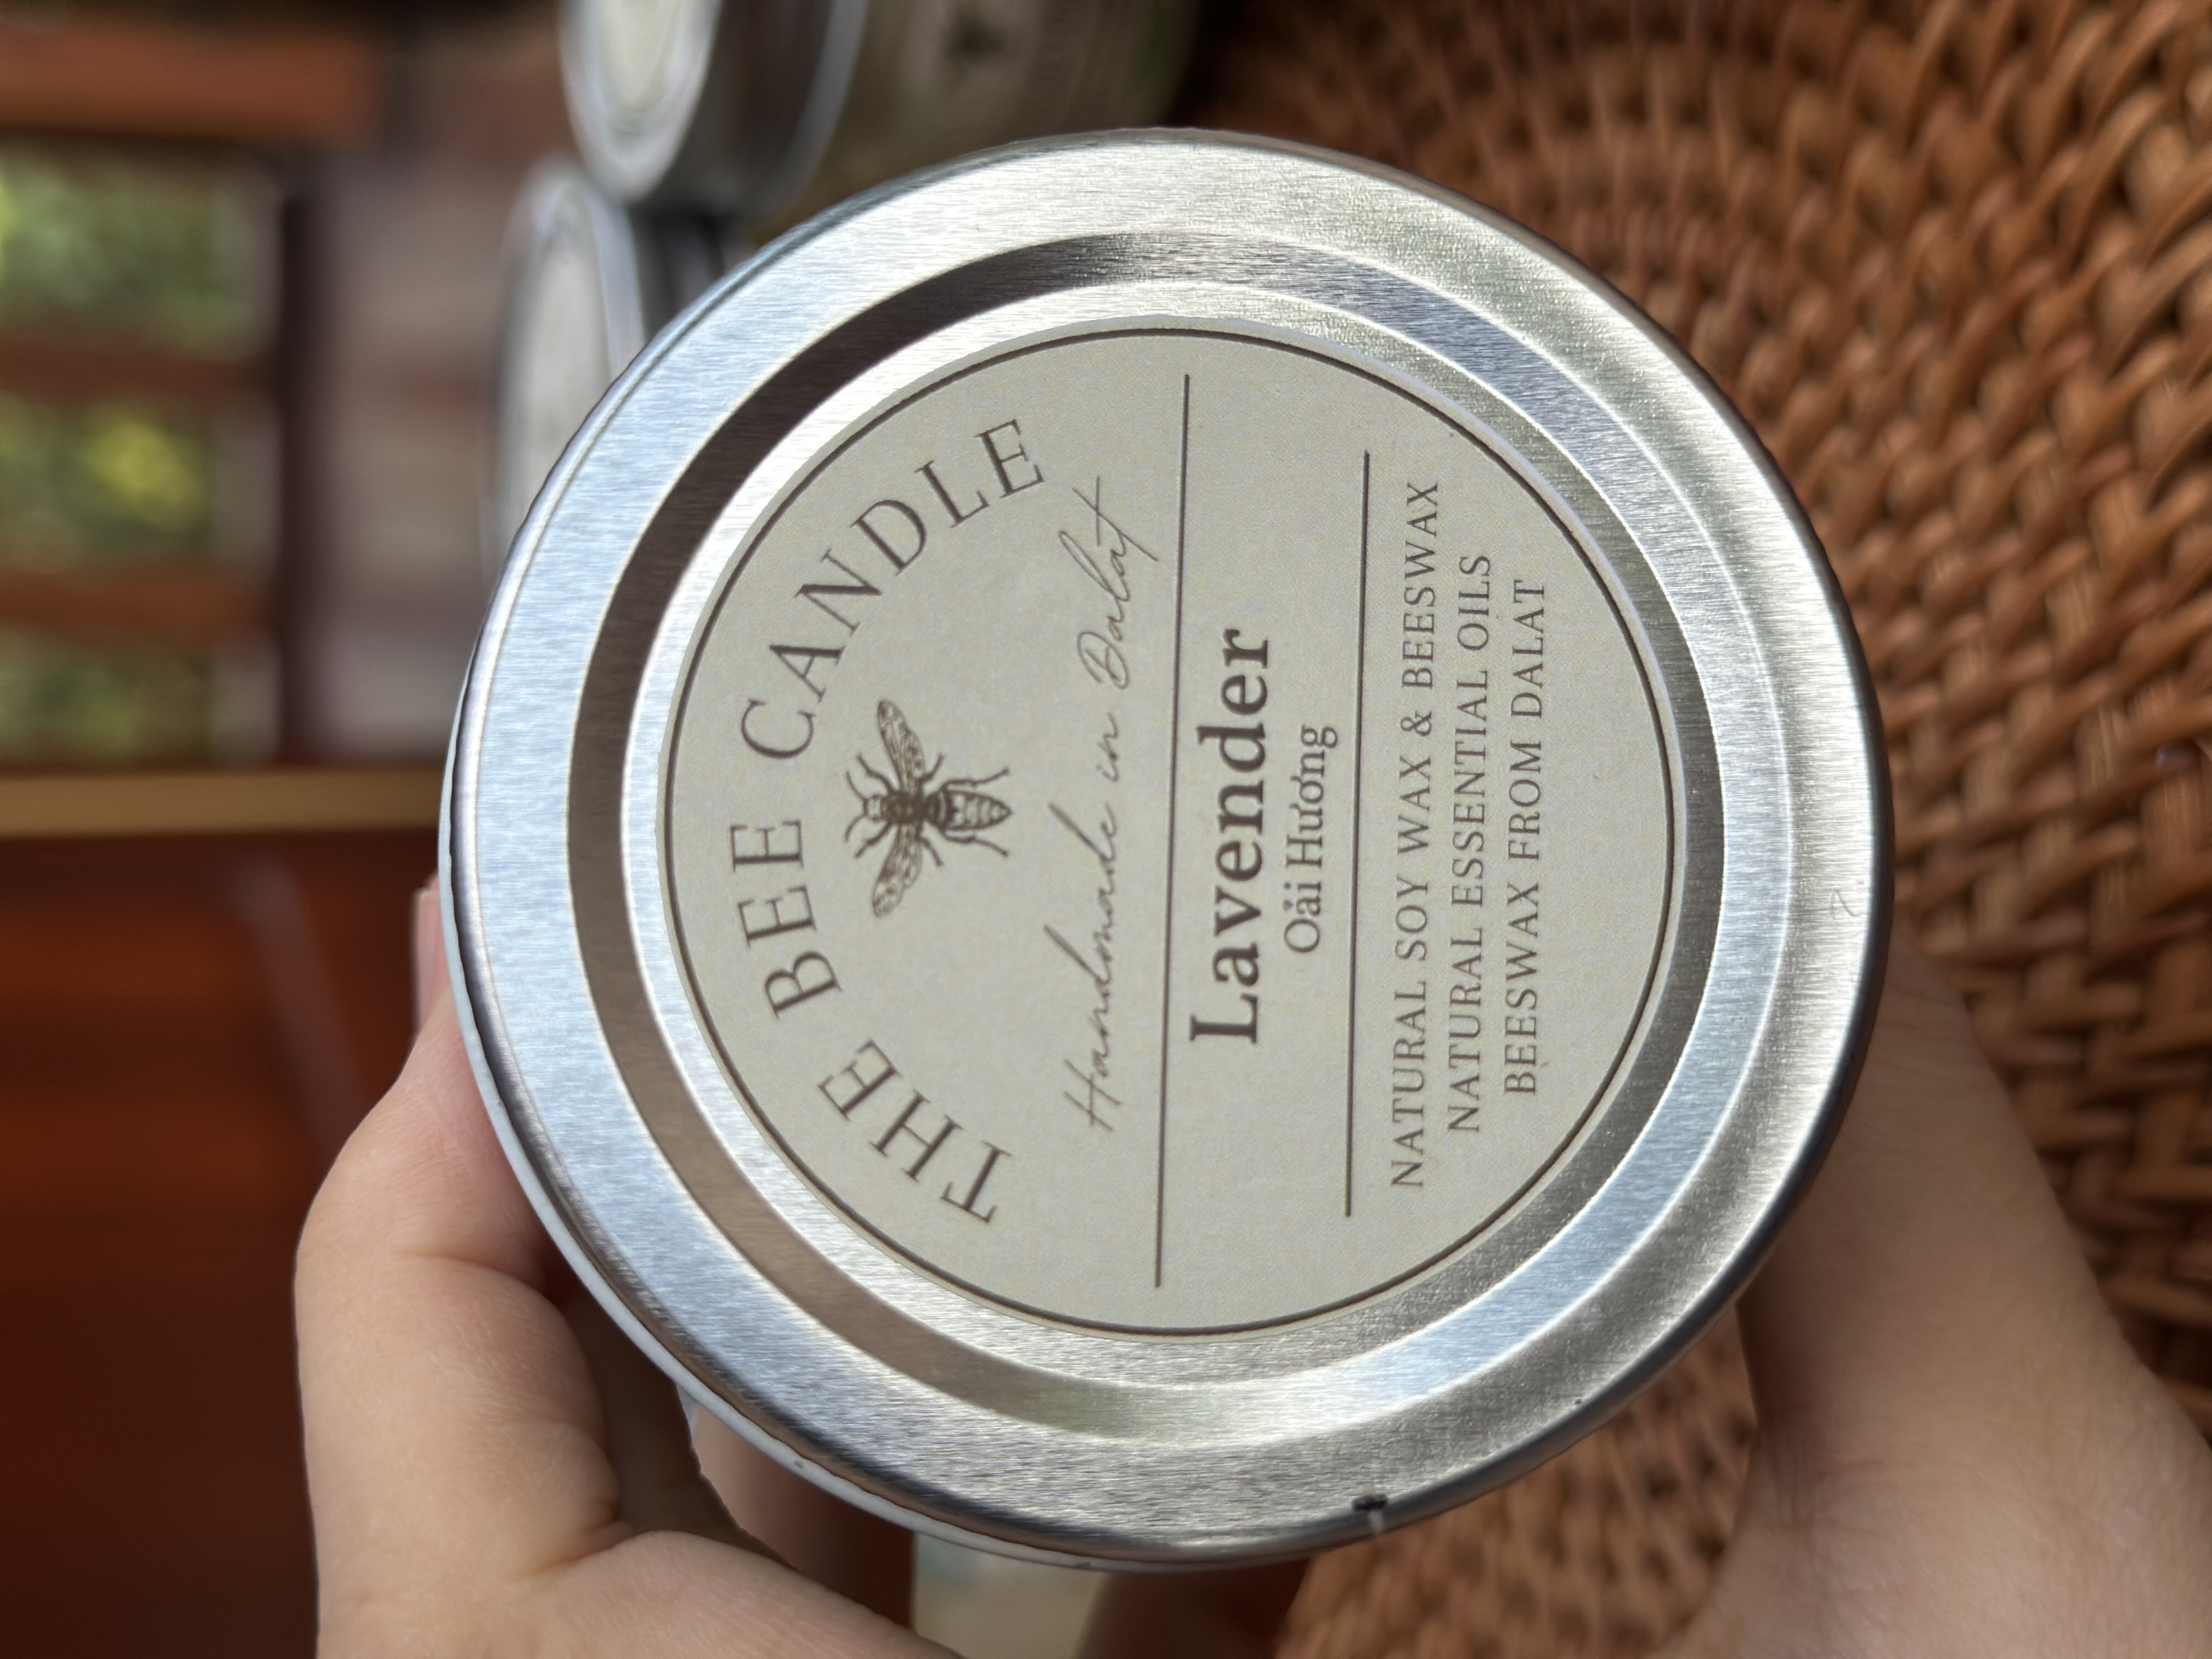 THE BEE CANDLE
Handmade in Dalat
Lavender
Oải Hương
NATURAL SOY WAX & BEESWAX
NATURAL ESSENTIAL OILS
BEESWAX FROM DALAT